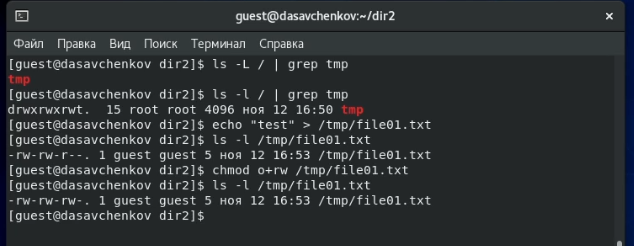 guest@dasavchenkov:~/dir2
Файл Правка Вид Поиск Терминал Справка
[guest@dasavchenkov dir2]$ ls -L / | grep tmp
tmp
[guest@dasavchenkov dir2]$ ls -l / | grep tmp
drwxrwxrwt.  15 root root 4096 ноя 12 16:50 tmp
[guest@dasavchenkov dir2]$ echo "test" > /tmp/file01.txt
[guest@dasavchenkov dir2]$ ls -l /tmp/file01.txt
-rw-rw-r--. 1 guest guest 5 ноя 12 16:53 /tmp/file01.txt
[guest@dasavchenkov dir2]$ chmod o+rw /tmp/file01.txt
[guest@dasavchenkov dir2]$ ls -l /tmp/file01.txt
-rw-rw-rw-. 1 guest guest 5 ноя 12 16:53 /tmp/file01.txt
[guest@dasavchenkov dir2]$